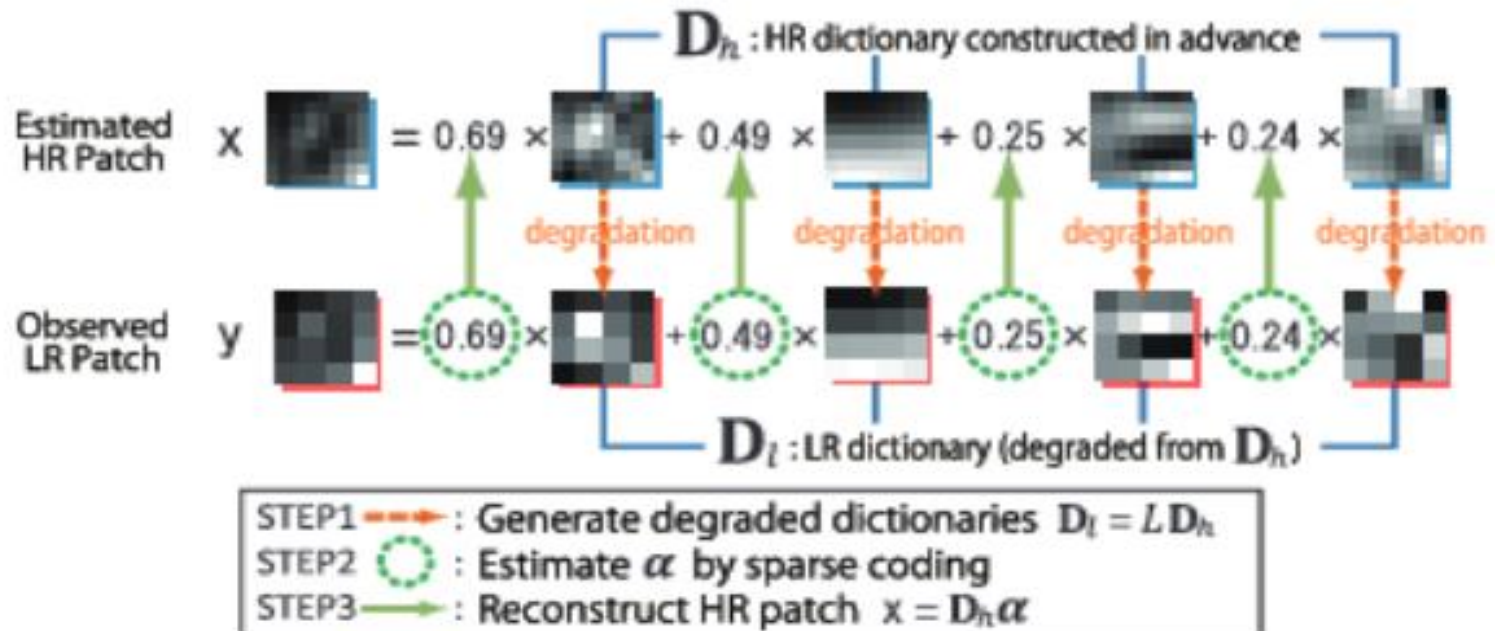 Dₕ : HR dictionary constructed in advance
Estimated
HR Patch
x = 0.69 × + 0.49 × + 0.25 × + 0.24 ×
degradation degradation degradation degradation
Observed
LR Patch
y = 0.69 × + 0.49 × + 0.25 × + 0.24 ×
Dₗ : LR dictionary (degraded from Dₕ)
STEP1 : Generate degraded dictionaries Dₗ = L Dₕ
STEP2 : Estimate α by sparse coding
STEP3 : Reconstruct HR patch x = Dₕ α